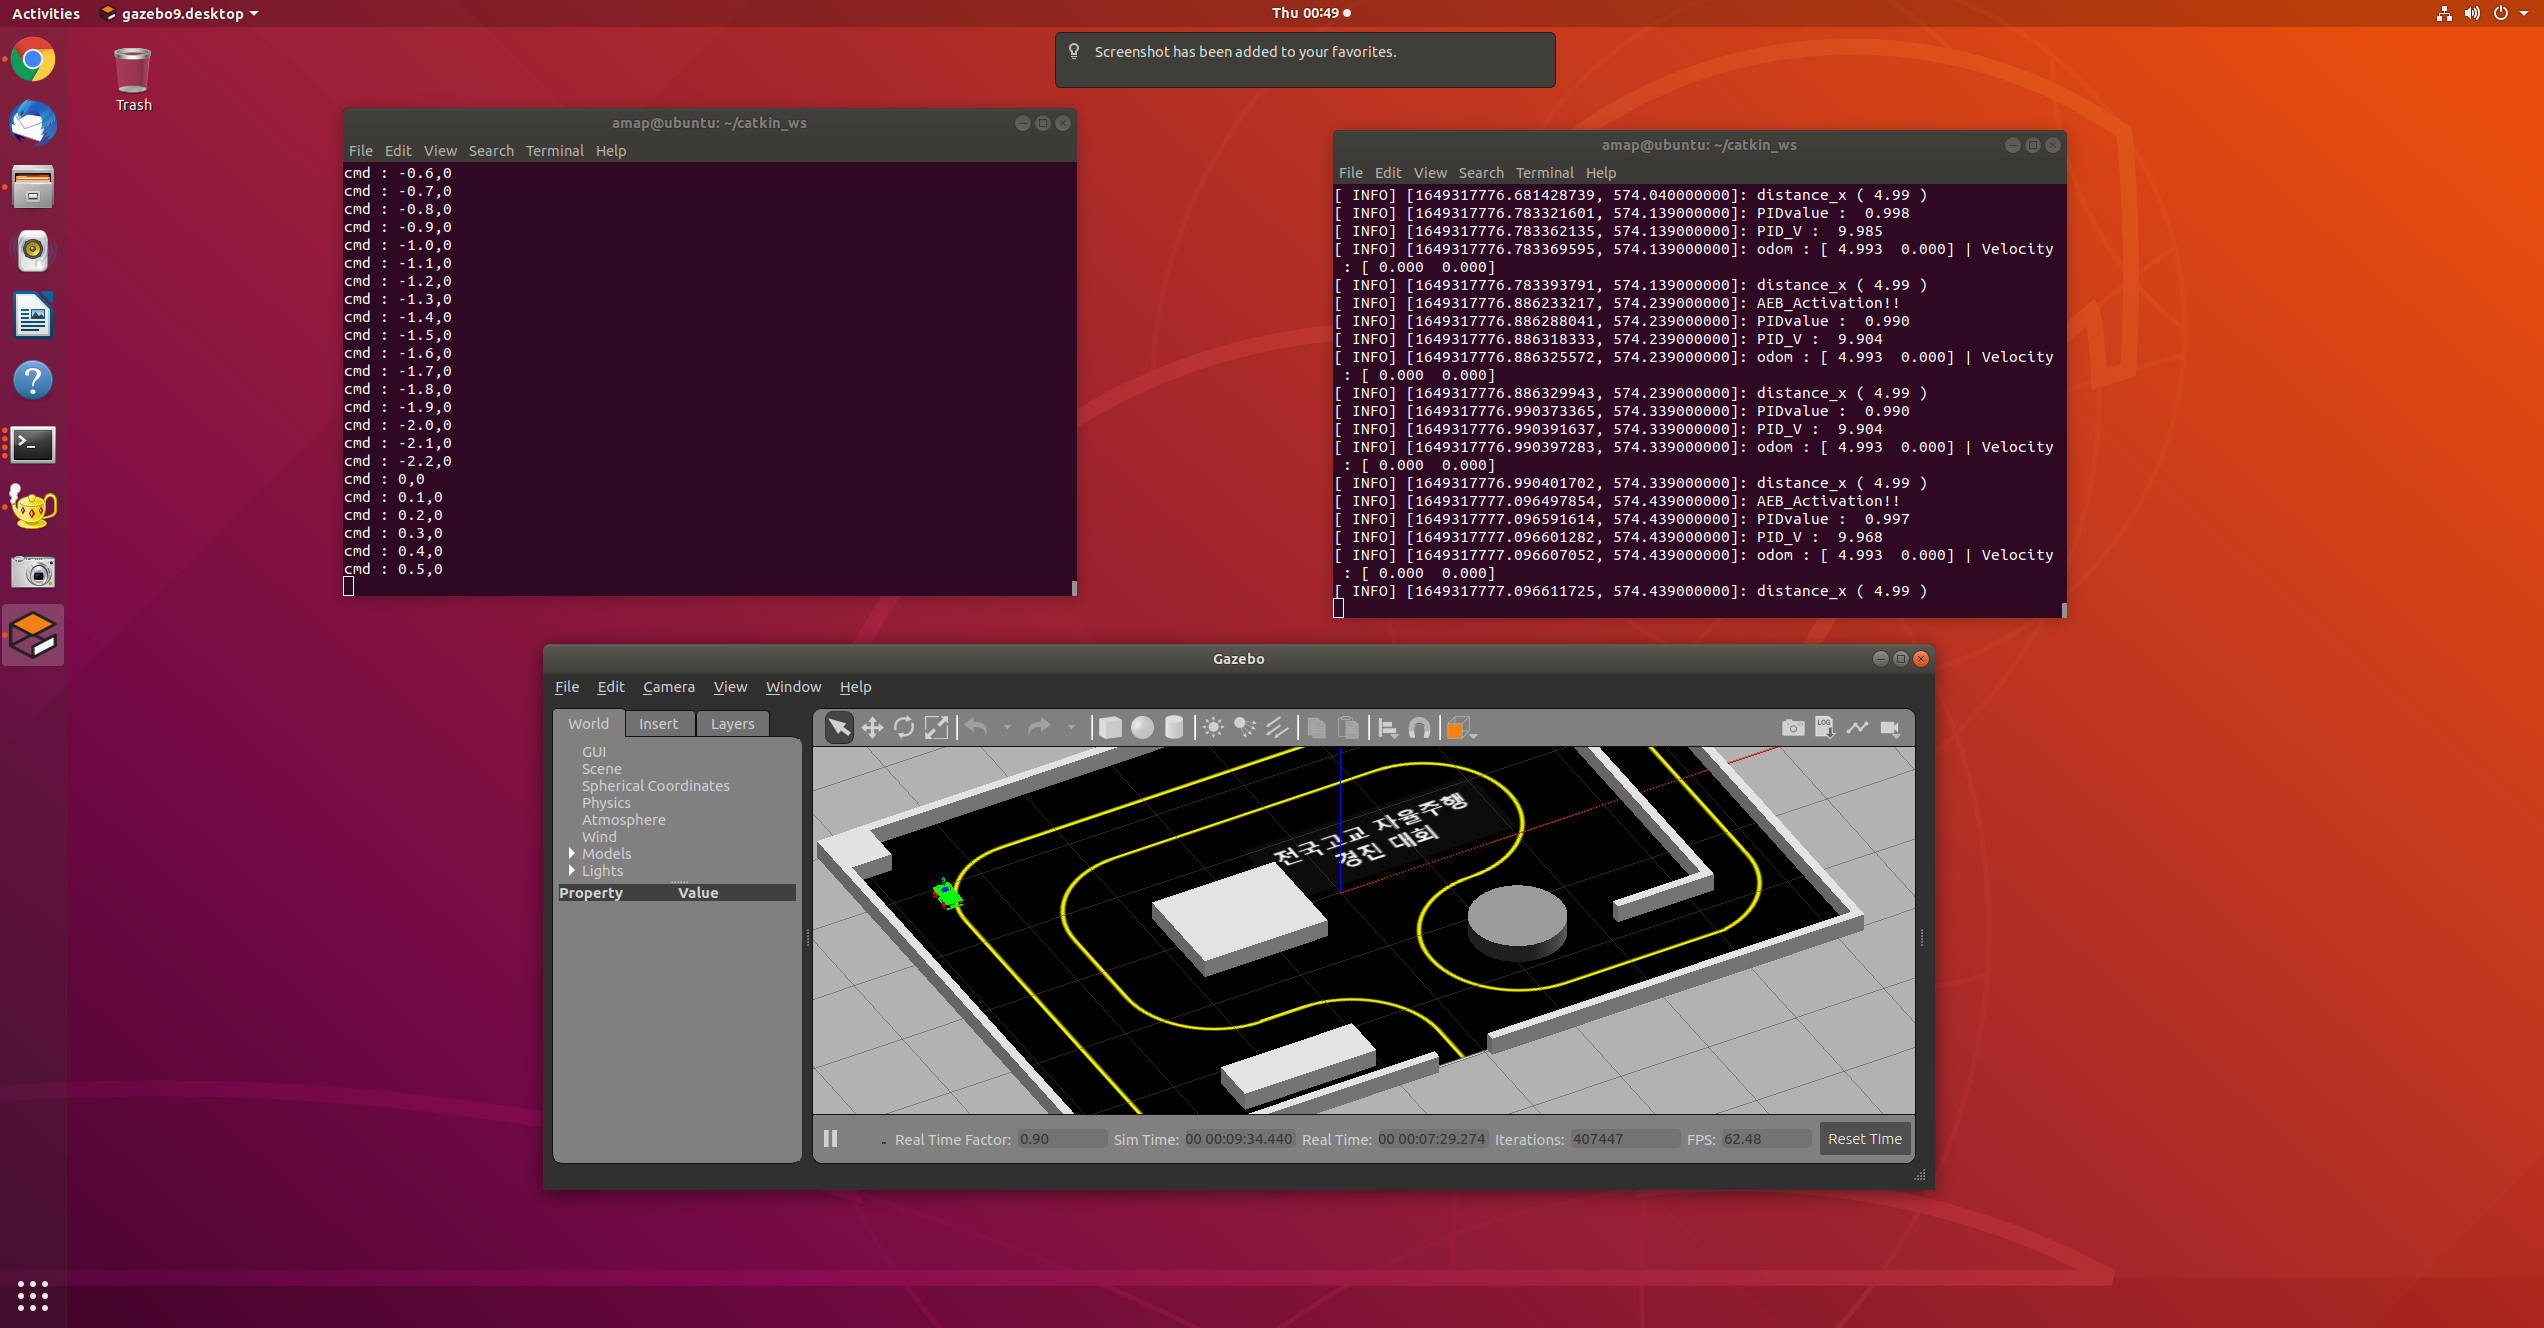 Activities
gazebo9.desktop
Thu 00:49
Trash
Screenshot has been added to your favorites.
amap@ubuntu: ~/catkin_ws
File Edit View Search Terminal Help
cmd : -0.6,0
cmd : -0.7,0
cmd : -0.8,0
cmd : -0.9,0
cmd : -1.0,0
cmd : -1.1,0
cmd : -1.2,0
cmd : -1.3,0
cmd : -1.4,0
cmd : -1.5,0
cmd : -1.6,0
cmd : -1.7,0
cmd : -1.8,0
cmd : -1.9,0
cmd : -2.0,0
cmd : -2.1,0
cmd : -2.2,0
cmd : 0,0
cmd : 0.1,0
cmd : 0.2,0
cmd : 0.3,0
cmd : 0.4,0
cmd : 0.5,0
amap@ubuntu: ~/catkin_ws
File Edit View Search Terminal Help
[ INFO] [1649317776.681428739, 574.040000000]: distance_x ( 4.99 )
[ INFO] [1649317776.783321601, 574.139000000]: PIDvalue :  0.998
[ INFO] [1649317776.783362135, 574.139000000]: PID_V :  9.985
[ INFO] [1649317776.783369595, 574.139000000]: odom : [ 4.993  0.000] | Velocity
 : [ 0.000  0.000]
[ INFO] [1649317776.783393791, 574.139000000]: distance_x ( 4.99 )
[ INFO] [1649317776.886233217, 574.239000000]: AEB_Activation!!
[ INFO] [1649317776.886288041, 574.239000000]: PIDvalue :  0.990
[ INFO] [1649317776.886318333, 574.239000000]: PID_V :  9.904
[ INFO] [1649317776.886325572, 574.239000000]: odom : [ 4.993  0.000] | Velocity
 : [ 0.000  0.000]
[ INFO] [1649317776.886329943, 574.239000000]: distance_x ( 4.99 )
[ INFO] [1649317776.990373365, 574.339000000]: PIDvalue :  0.990
[ INFO] [1649317776.990391637, 574.339000000]: PID_V :  9.904
[ INFO] [1649317776.990397283, 574.339000000]: odom : [ 4.993  0.000] | Velocity
 : [ 0.000  0.000]
[ INFO] [1649317776.990401702, 574.339000000]: distance_x ( 4.99 )
[ INFO] [1649317777.096497854, 574.439000000]: AEB_Activation!!
[ INFO] [1649317777.096591614, 574.439000000]: PIDvalue :  0.997
[ INFO] [1649317777.096601282, 574.439000000]: PID_V :  9.968
[ INFO] [1649317777.096607052, 574.439000000]: odom : [ 4.993  0.000] | Velocity
 : [ 0.000  0.000]
[ INFO] [1649317777.096611725, 574.439000000]: distance_x ( 4.99 )
Gazebo
File Edit Camera View Window Help
World Insert Layers
GUI
Scene
Spherical Coordinates
Physics
Atmosphere
Wind
Models
Lights
Property Value
LOG
전국고교 자율주행
경진 대회
Real Time Factor: 0.90 Sim Time: 00 00:09:34.440 Real Time: 00 00:07:29.274 Iterations: 407447 FPS: 62.48 Reset Time